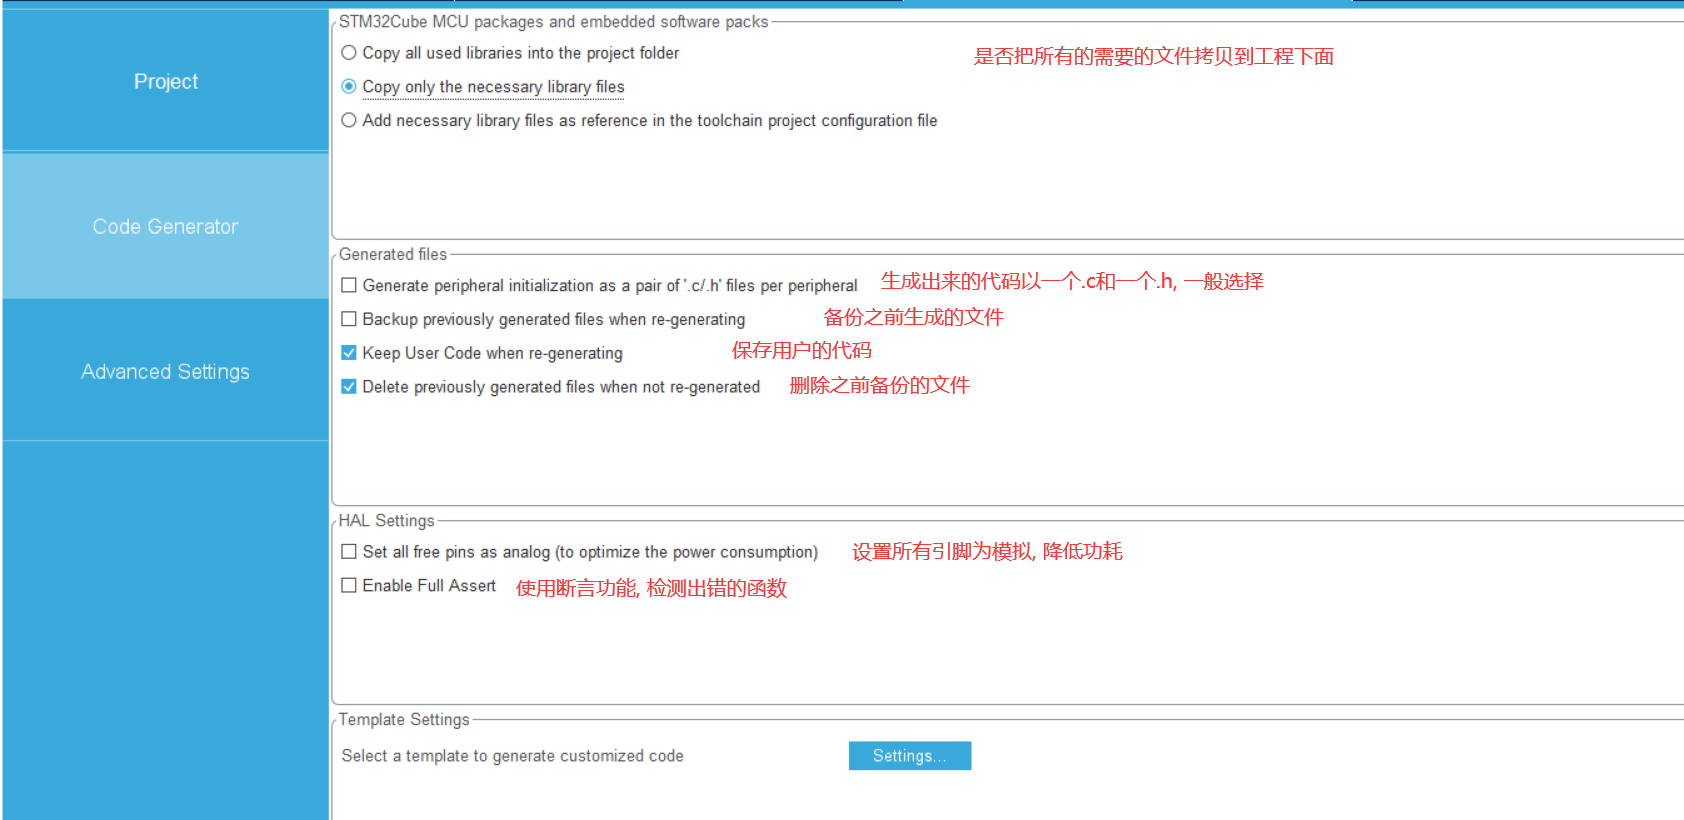 STM32Cube MCU packages and embedded software packs
Project
Copy all used libraries into the project folder
是否把所有的需要的文件拷贝到工程下面
Copy only the necessary library files
Add necessary library files as reference in the toolchain project configuration file
Code Generator
Generated files
Generate peripheral initialization as a pair of '.c/.h' files per peripheral
生成出来的代码以一个.c和一个.h, 一般选择
Backup previously generated files when re-generating
备份之前生成的文件
Keep User Code when re-generating
保存用户的代码
Advanced Settings
Delete previously generated files when not re-generated
删除之前备份的文件
HAL Settings
Set all free pins as analog (to optimize the power consumption)
设置所有引脚为模拟, 降低功耗
Enable Full Assert
使用断言功能, 检测出错的函数
Template Settings
Select a template to generate customized code
Settings...